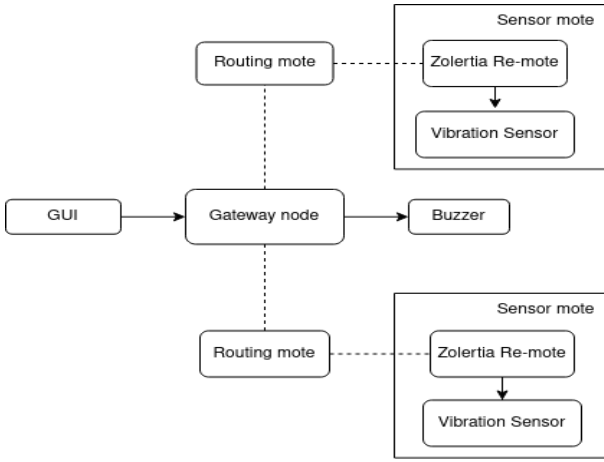 Sensor mote
Routing mote
Zolertia Re-mote
Vibration Sensor
GUI
Gateway node
Buzzer
Sensor mote
Routing mote
Zolertia Re-mote
Vibration Sensor